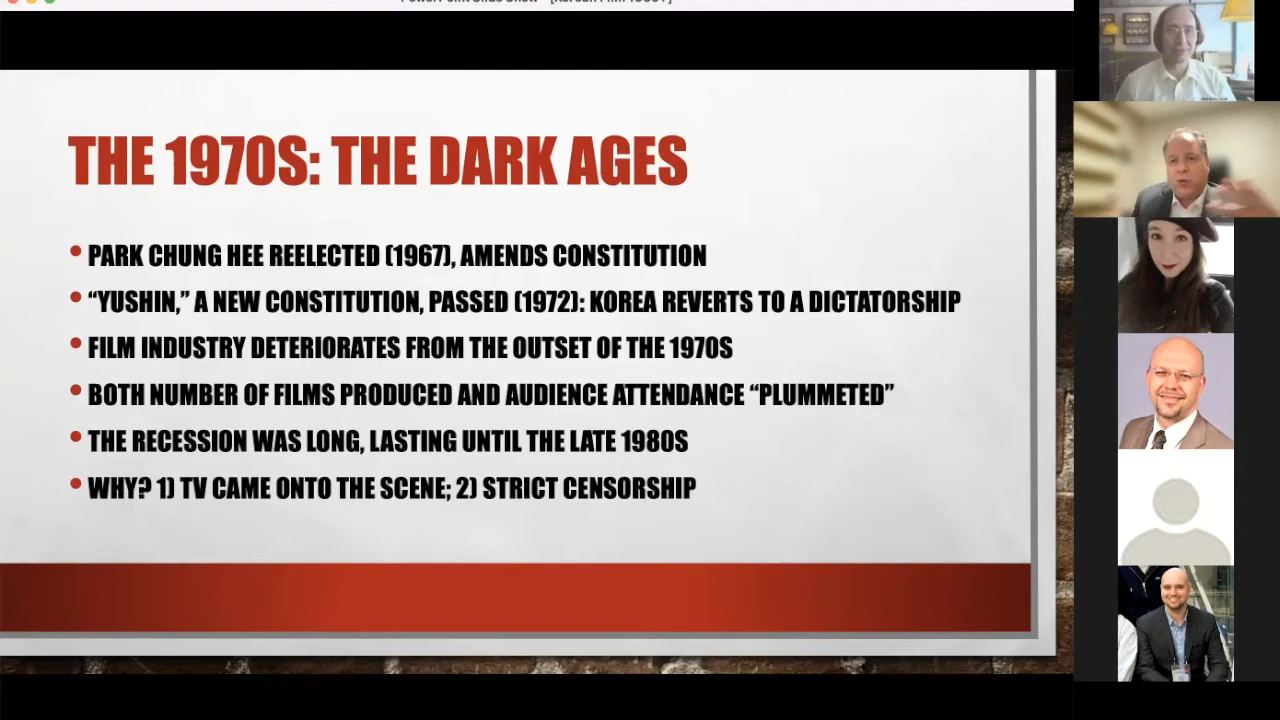 THE 1970S: THE DARK AGES
• PARK CHUNG HEE REELECTED (1967), AMENDS CONSTITUTION
• “YUSHIN,” A NEW CONSTITUTION, PASSED (1972): KOREA REVERTS TO A DICTATORSHIP
• FILM INDUSTRY DETERIORATES FROM THE OUTSET OF THE 1970S
• BOTH NUMBER OF FILMS PRODUCED AND AUDIENCE ATTENDANCE “PLUMMETED”
• THE RECESSION WAS LONG, LASTING UNTIL THE LATE 1980S
• WHY? 1) TV CAME ONTO THE SCENE; 2) STRICT CENSORSHIP